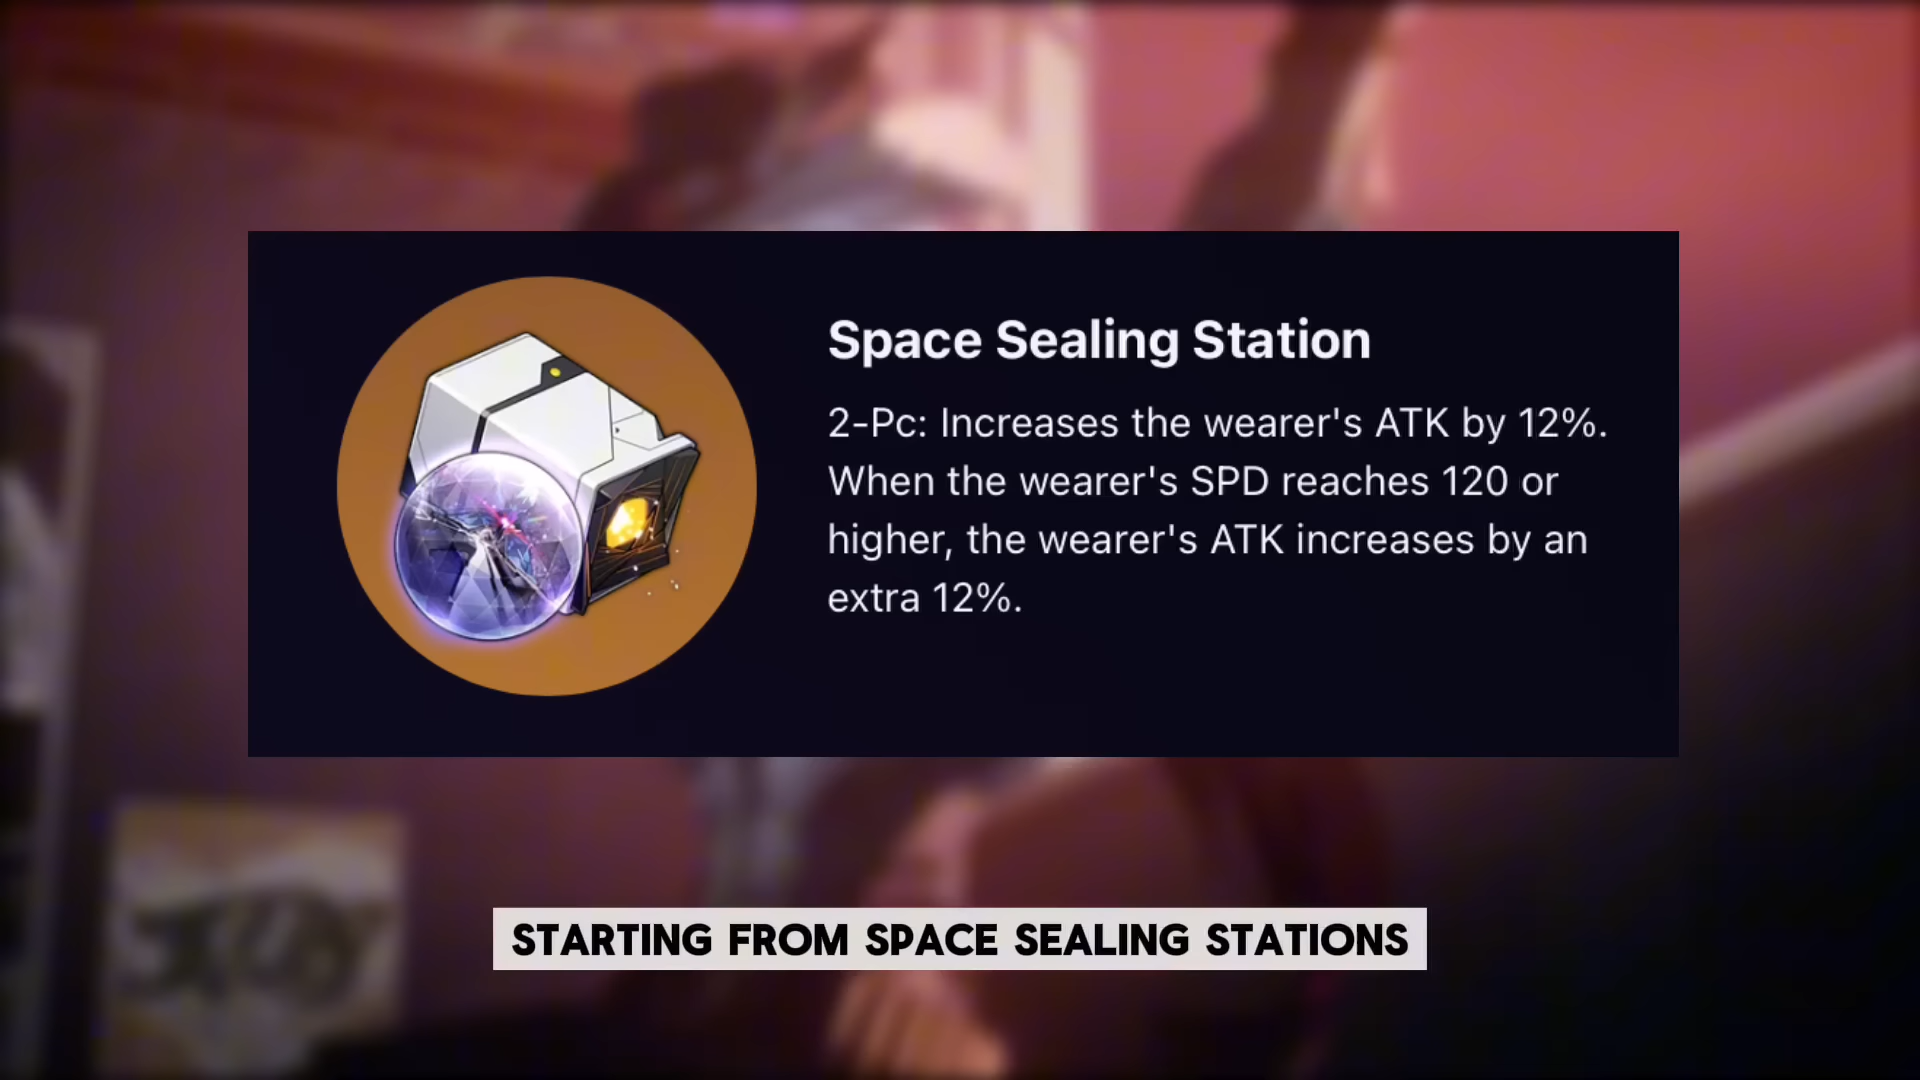 Space Sealing Station
2-Pc: Increases the wearer's ATK by 12%.
When the wearer's SPD reaches 120 or
higher, the wearer's ATK increases by an
extra 12%.
STARTING FROM SPACE SEALING STATIONS